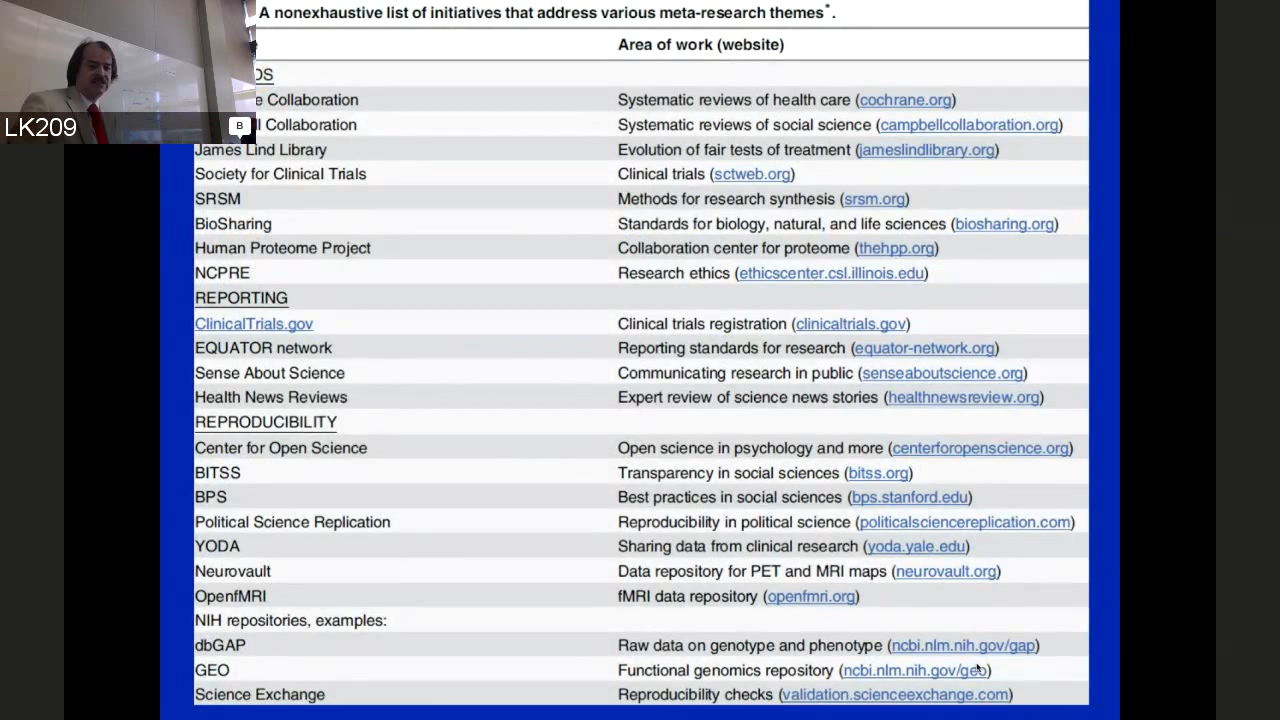 A nonexhaustive list of initiatives that address various meta-research themes*.
Area of work (website)
LK209
B
Collaboration Systematic reviews of health care (cochrane.org)
Collaboration Systematic reviews of social science (campbellcollaboration.org)
James Lind Library Evolution of fair tests of treatment (jameslindlibrary.org)
Society for Clinical Trials Clinical trials (sctweb.org)
SRSM Methods for research synthesis (srsm.org)
BioSharing Standards for biology, natural, and life sciences (biosharing.org)
Human Proteome Project Collaboration center for proteome (thehpp.org)
NCPRE Research ethics (ethicscenter.csl.illinois.edu)
REPORTING
ClinicalTrials.gov Clinical trials registration (clinicaltrials.gov)
EQUATOR network Reporting standards for research (equator-network.org)
Sense About Science Communicating research in public (senseaboutscience.org)
Health News Reviews Expert review of science news stories (healthnewsreview.org)
REPRODUCIBILITY
Center for Open Science Open science in psychology and more (centerforopenscience.org)
BITSS Transparency in social sciences (bitss.org)
BPS Best practices in social sciences (bps.stanford.edu)
Political Science Replication Reproducibility in political science (politicalsciencereplication.com)
YODA Sharing data from clinical research (yoda.yale.edu)
Neurovault Data repository for PET and MRI maps (neurovault.org)
OpenfMRI fMRI data repository (openfmri.org)
NIH repositories, examples:
dbGAP Raw data on genotype and phenotype (ncbi.nlm.nih.gov/gap)
GEO Functional genomics repository (ncbi.nlm.nih.gov/geo)
Science Exchange Reproducibility checks (validation.scienceexchange.com)